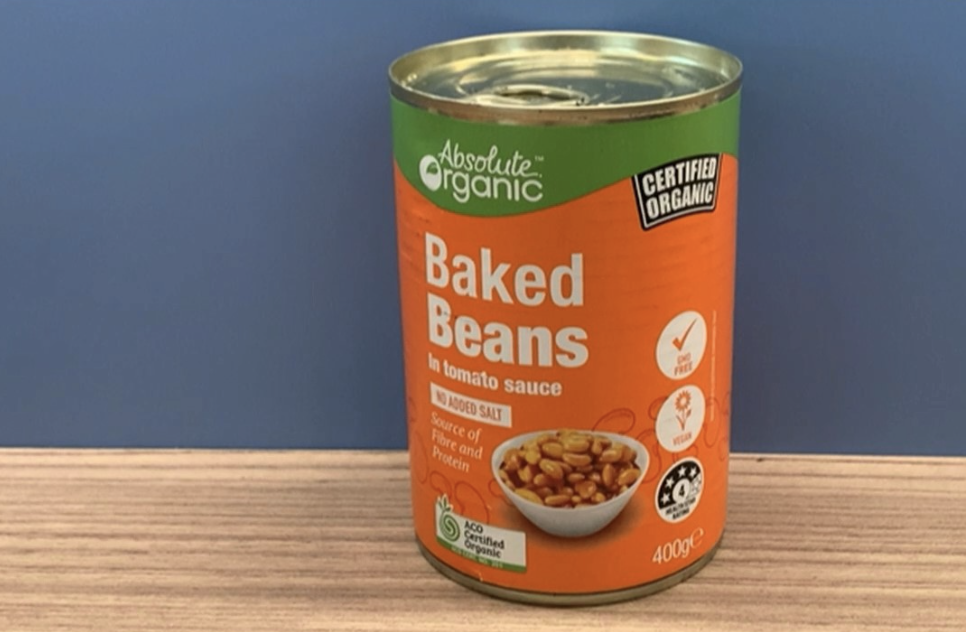 Absolute™
Organic
CERTIFIED
ORGANIC
Baked
Beans
In tomato sauce
NO ADDED SALT
Source of
Fibre and
Protein
GMO
FREE
VEGAN
4
HEALTH STAR
RATING
ACO
Certified
Organic
400g℮